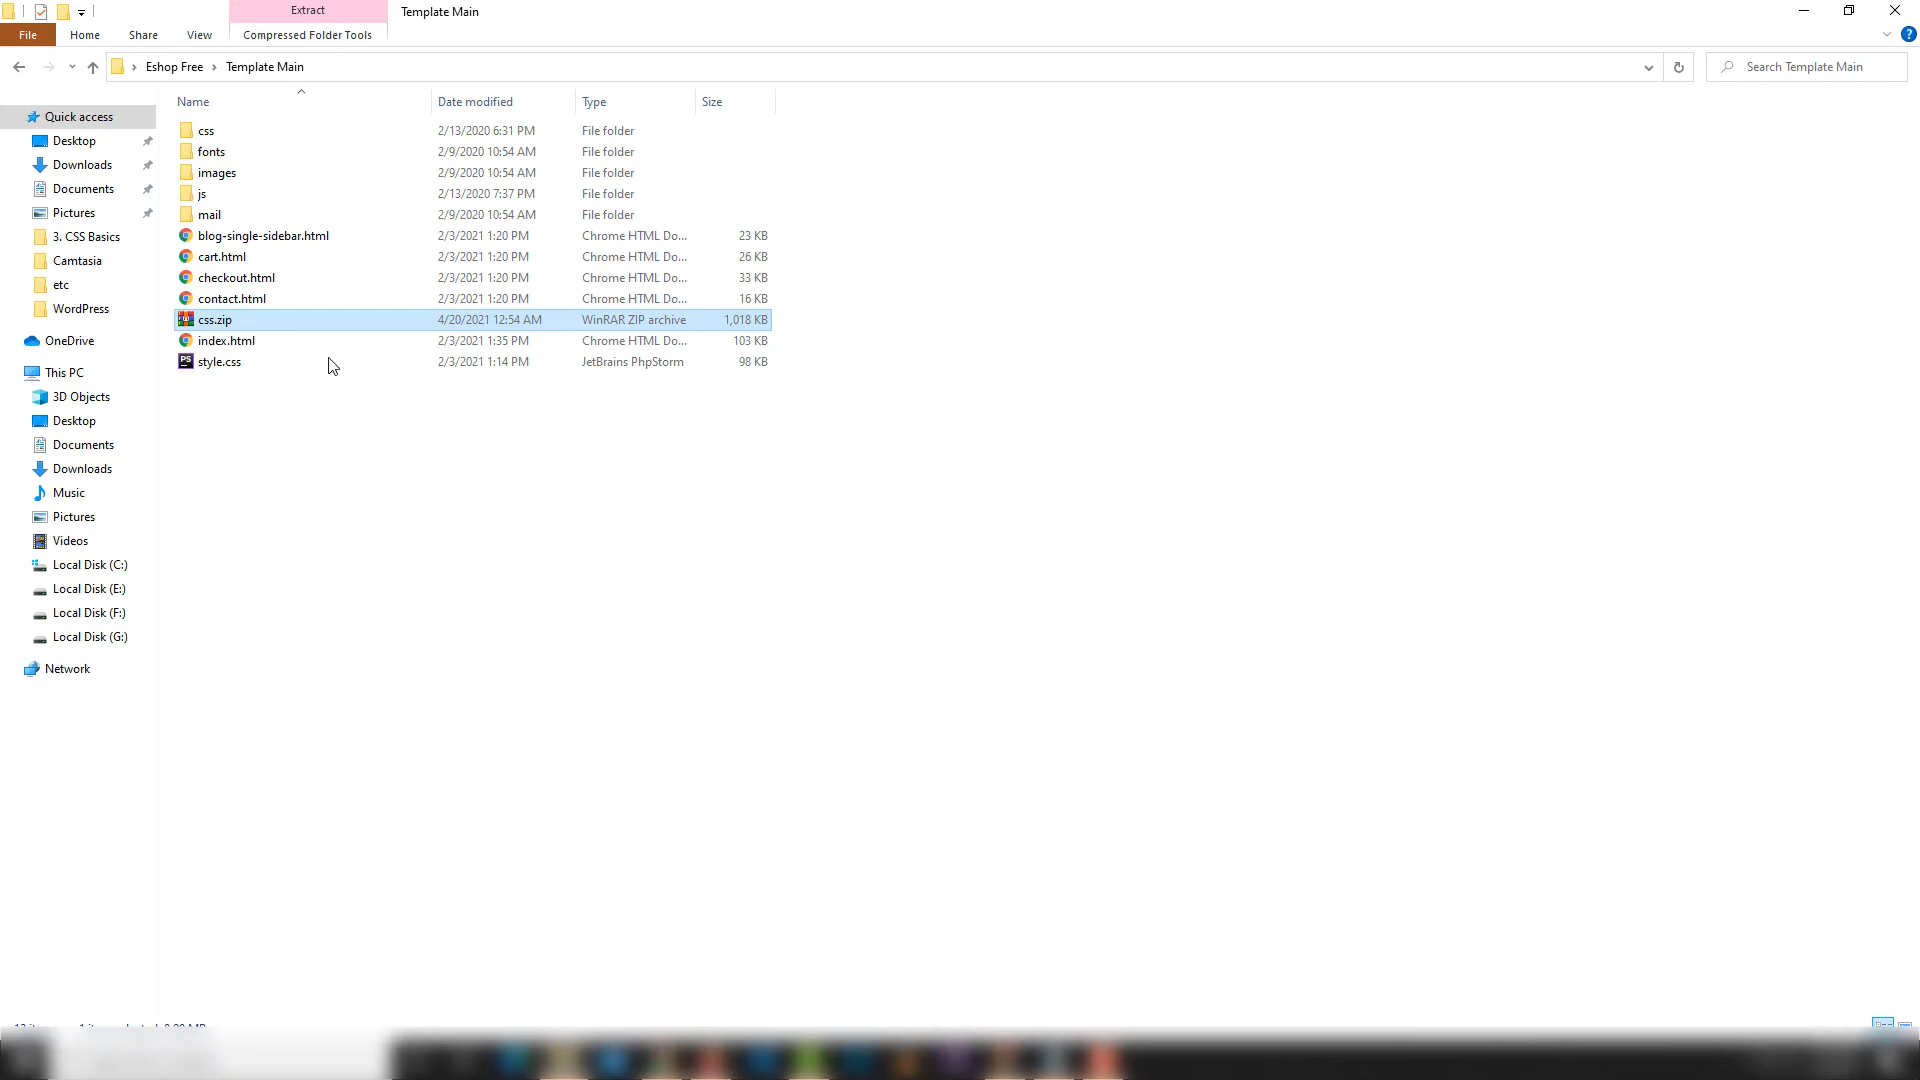 Extract
Template Main
File
Home
Share
View
Compressed Folder Tools
Eshop Free
Template Main
Search Template Main
Name
Date modified
Type
Size
css 2/13/2020 6:31 PM File folder
fonts 2/9/2020 10:54 AM File folder
images 2/9/2020 10:54 AM File folder
js 2/13/2020 7:37 PM File folder
mail 2/9/2020 10:54 AM File folder
blog-single-sidebar.html 2/3/2021 1:20 PM Chrome HTML Do... 23 KB
cart.html 2/3/2021 1:20 PM Chrome HTML Do... 26 KB
checkout.html 2/3/2021 1:20 PM Chrome HTML Do... 33 KB
contact.html 2/3/2021 1:20 PM Chrome HTML Do... 16 KB
css.zip 4/20/2021 12:54 AM WinRAR ZIP archive 1,018 KB
index.html 2/3/2021 1:35 PM Chrome HTML Do... 103 KB
style.css 2/3/2021 1:14 PM JetBrains PhpStorm 98 KB
Quick access
Desktop
Downloads
Documents
Pictures
3. CSS Basics
Camtasia
etc
WordPress
OneDrive
This PC
3D Objects
Desktop
Documents
Downloads
Music
Pictures
Videos
Local Disk (C:)
Local Disk (E:)
Local Disk (F:)
Local Disk (G:)
Network